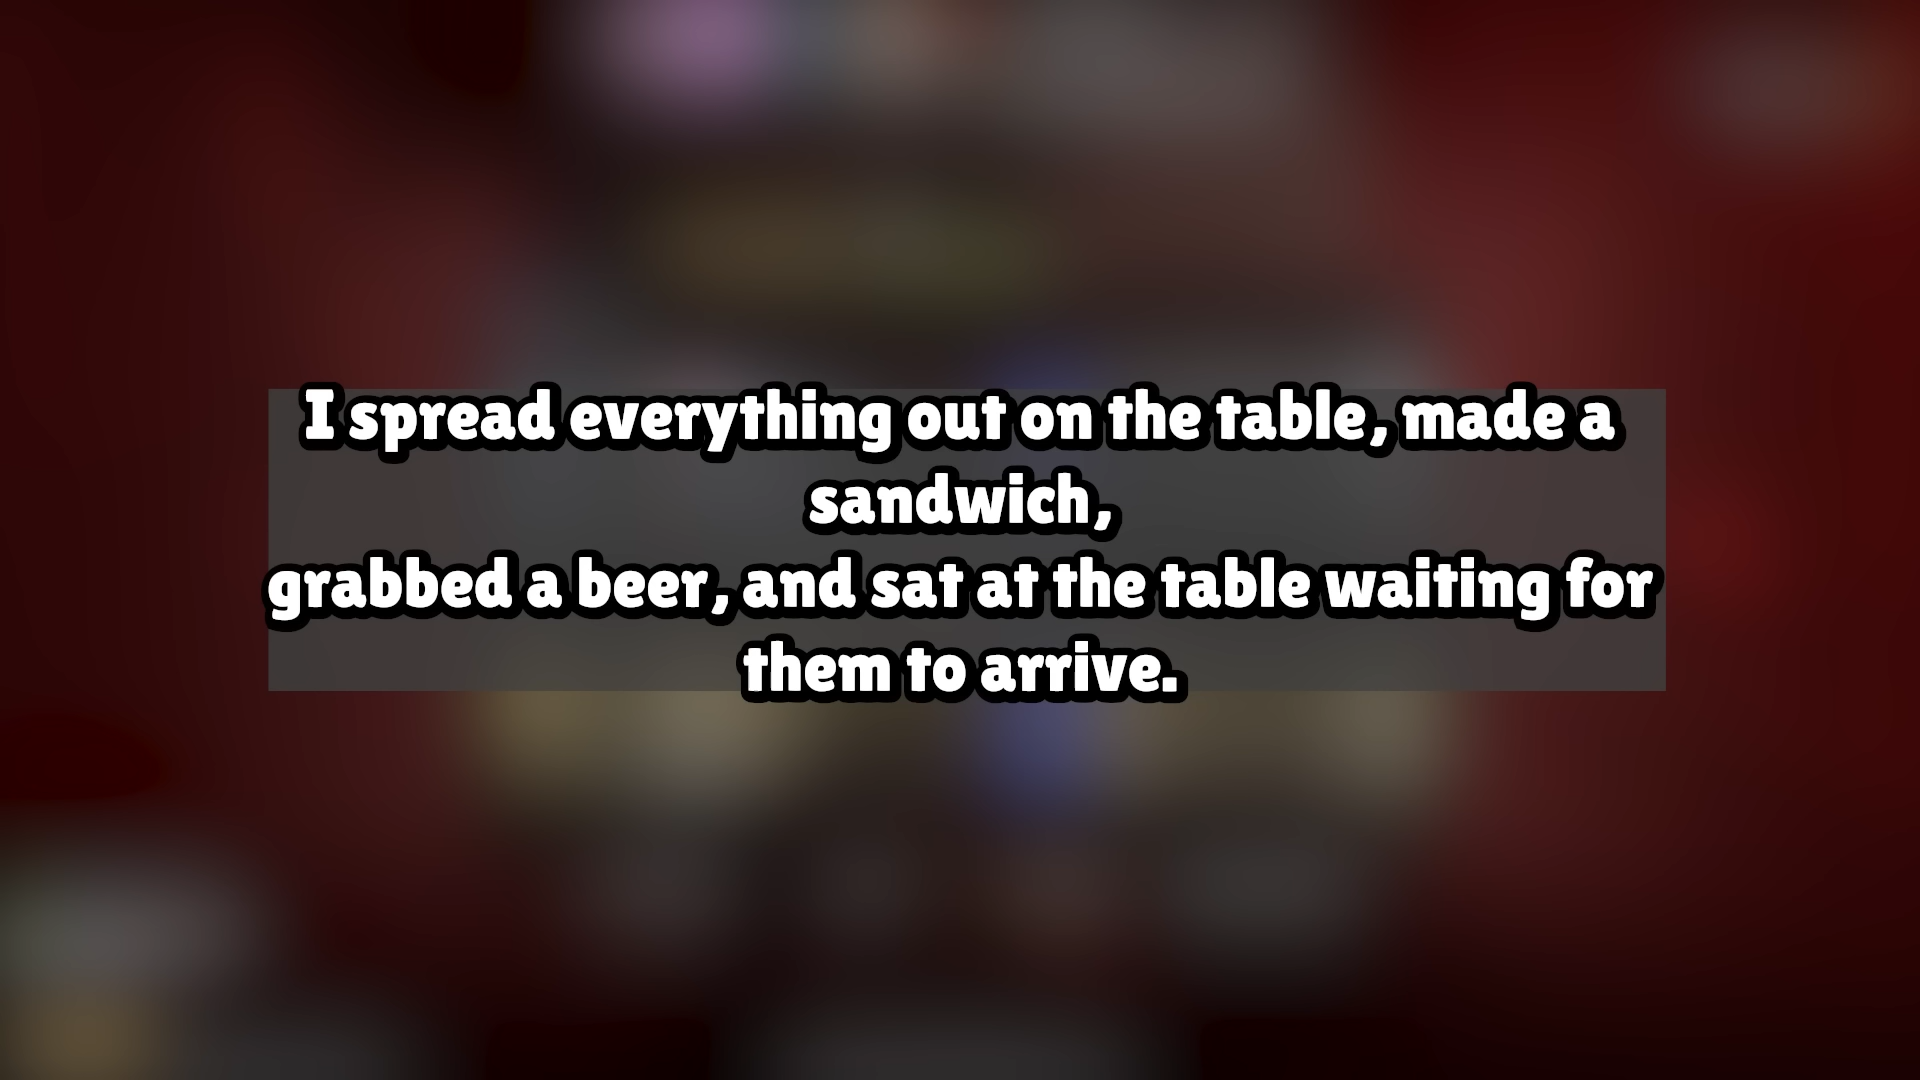 I spread everything out on the table, made a
sandwich,
grabbed a beer, and sat at the table waiting for
them to arrive.